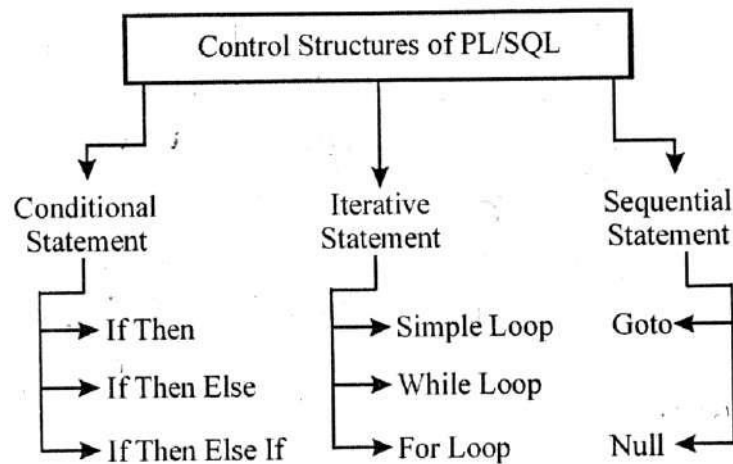 Control Structures of PL/SQL
Conditional
Statement
If Then
If Then Else
If Then Else If
Iterative
Statement
Simple Loop
While Loop
For Loop
Sequential
Statement
Goto
Null